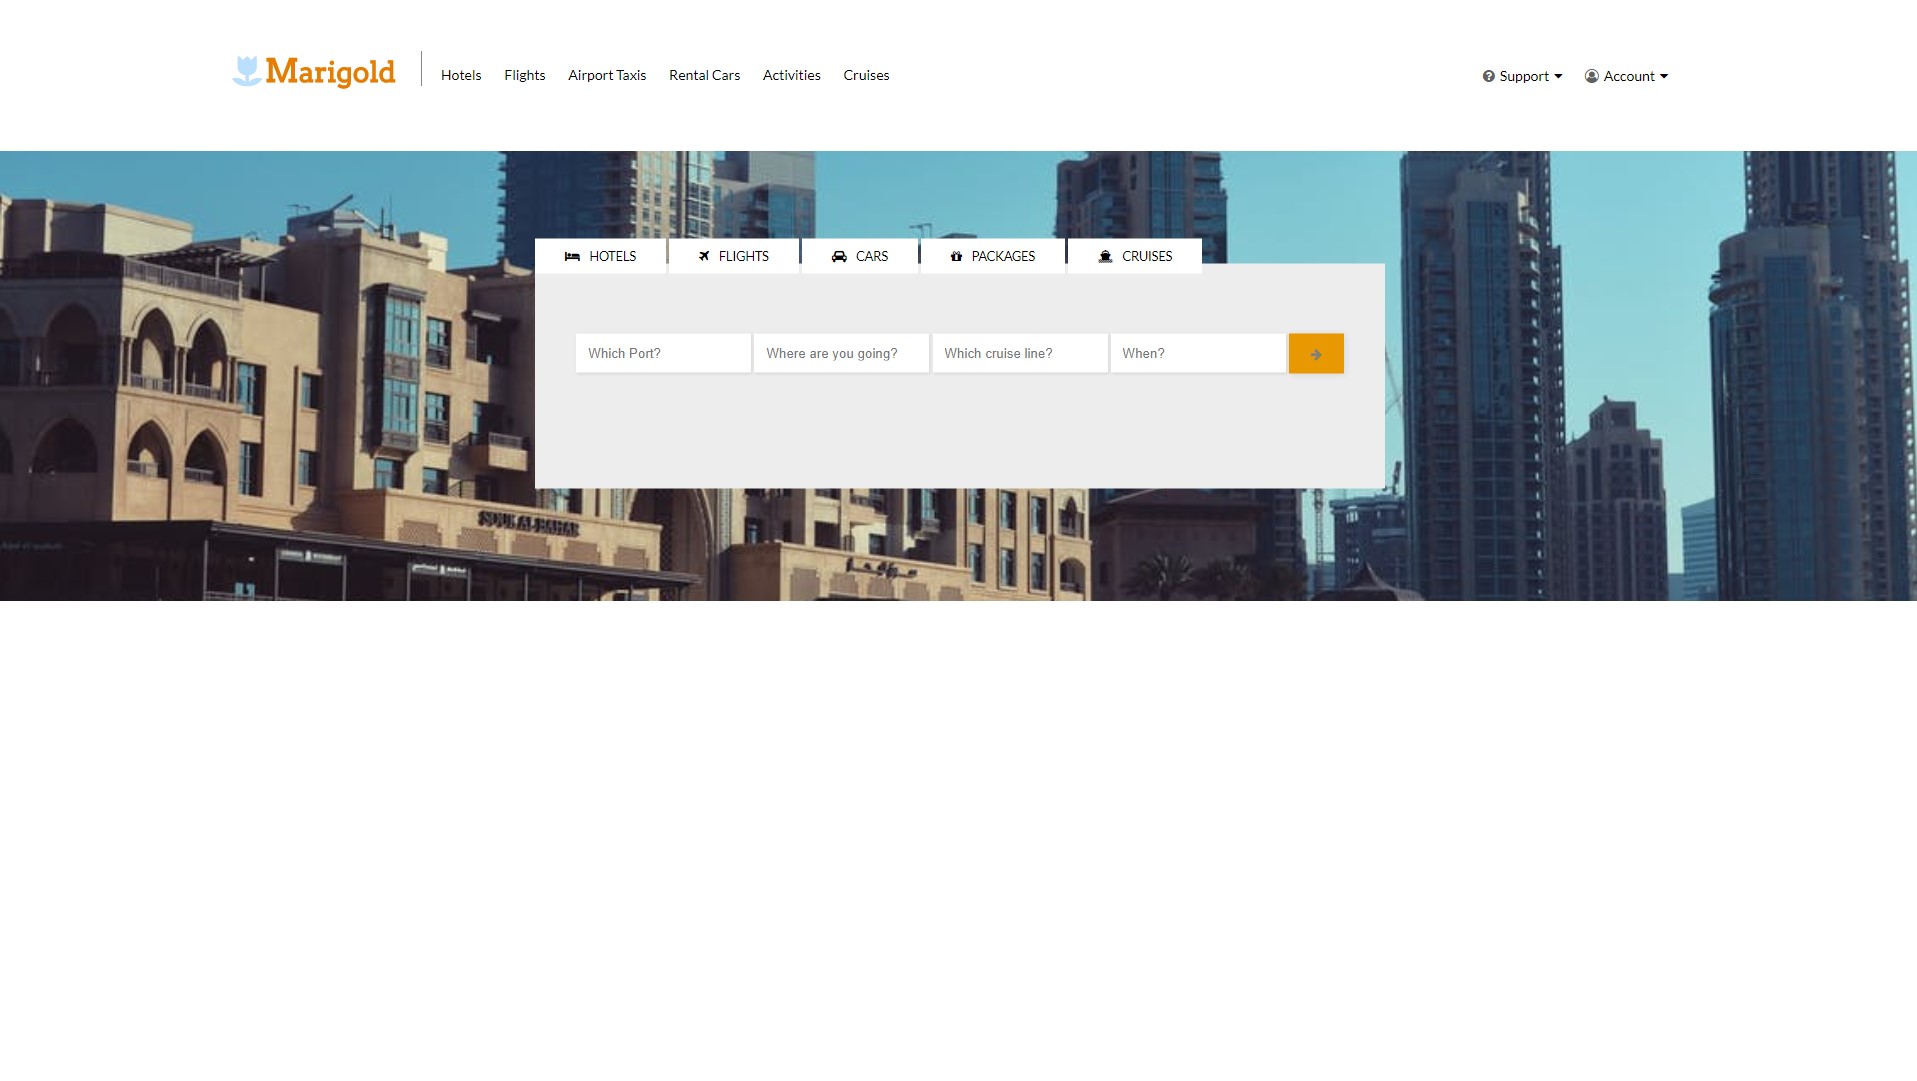 Marigold
Hotels Flights Airport Taxis Rental Cars Activities Cruises
Support Account
HOTELS FLIGHTS CARS PACKAGES CRUISES
Which Port? Where are you going? Which cruise line? When?
SOUK AL BAHAR